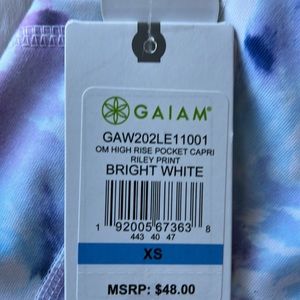 GAIAM®
GAW202LE11001
OM HIGH RISE POCKET CAPRI
RILEY PRINT
BRIGHT WHITE
1 92005 67363 8
443 40 47
XS
MSRP: $48.00